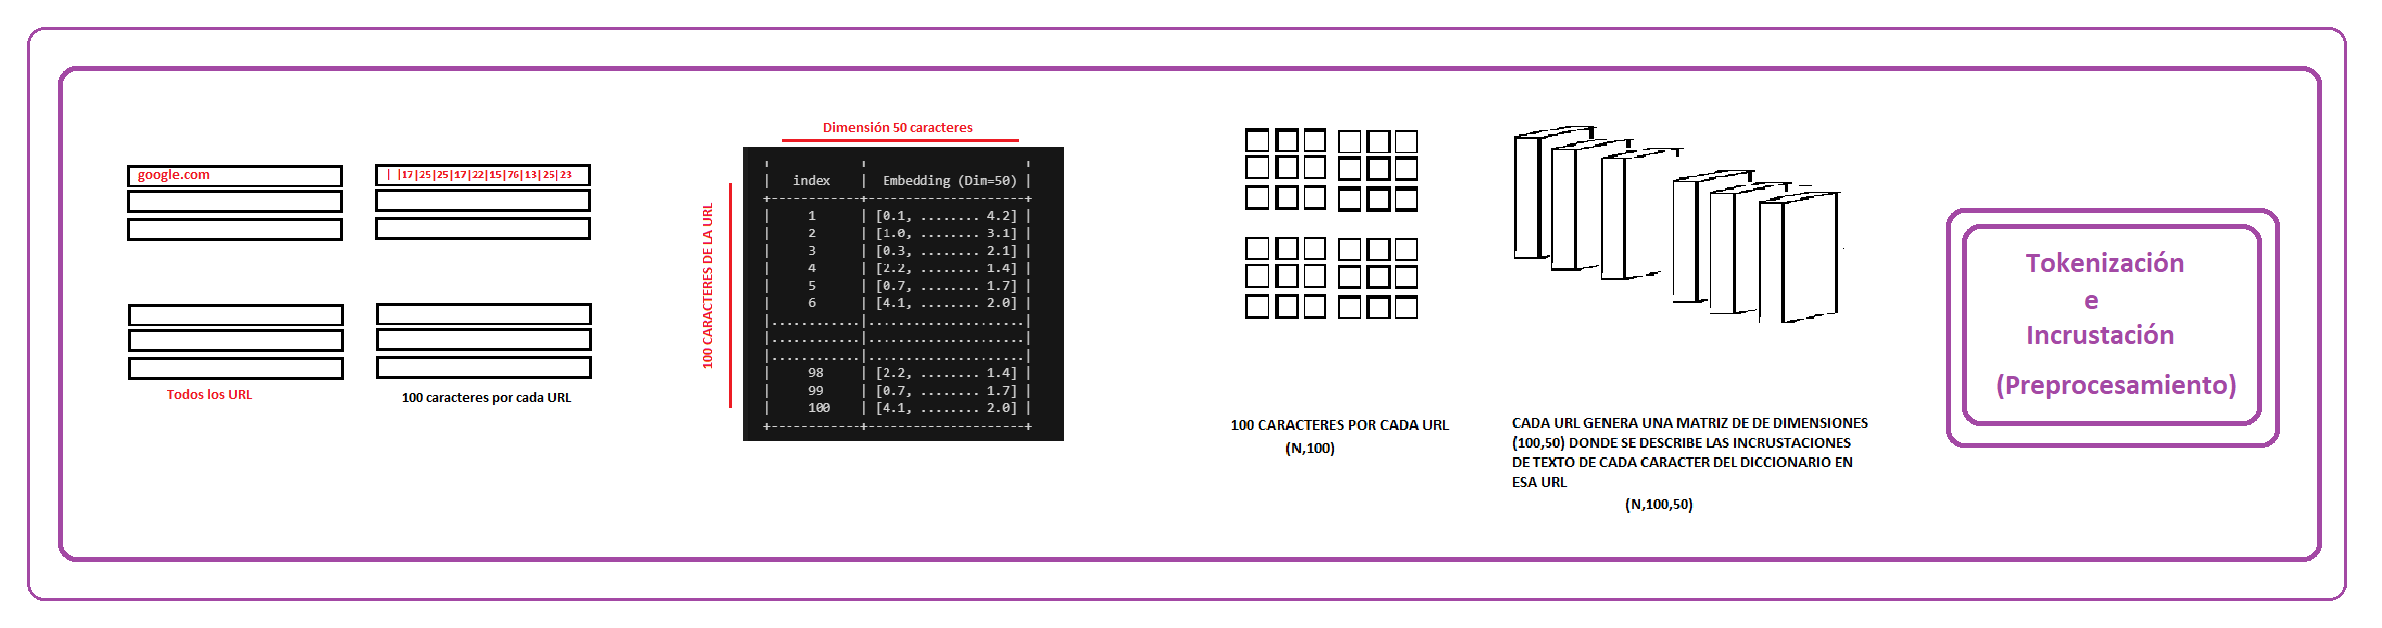 google.com
| |17|25|25|17|22|15|76|13|25|23
Todos los URL
100 caracteres por cada URL
Dimensión 50 caracteres
100 CARACTERES DE LA URL
| index | Embedding (Dim=50) |
| 1 | [0.1, ........ 4.2] |
| 2 | [1.0, ........ 3.1] |
| 3 | [0.3, ........ 2.1] |
| 4 | [2.2, ........ 1.4] |
| 5 | [0.7, ........ 1.7] |
| 6 | [4.1, ........ 2.0] |
|............|.....................|
|............|.....................|
|............|.....................|
| 98 | [2.2, ........ 1.4] |
| 99 | [0.7, ........ 1.7] |
| 100 | [4.1, ........ 2.0] |
100 CARACTERES POR CADA URL
(N,100)
CADA URL GENERA UNA MATRIZ DE DE DIMENSIONES
(100,50) DONDE SE DESCRIBE LAS INCRUSTACIONES
DE TEXTO DE CADA CARACTER DEL DICCIONARIO EN
ESA URL
(N,100,50)
Tokenización
e
Incrustación
(Preprocesamiento)